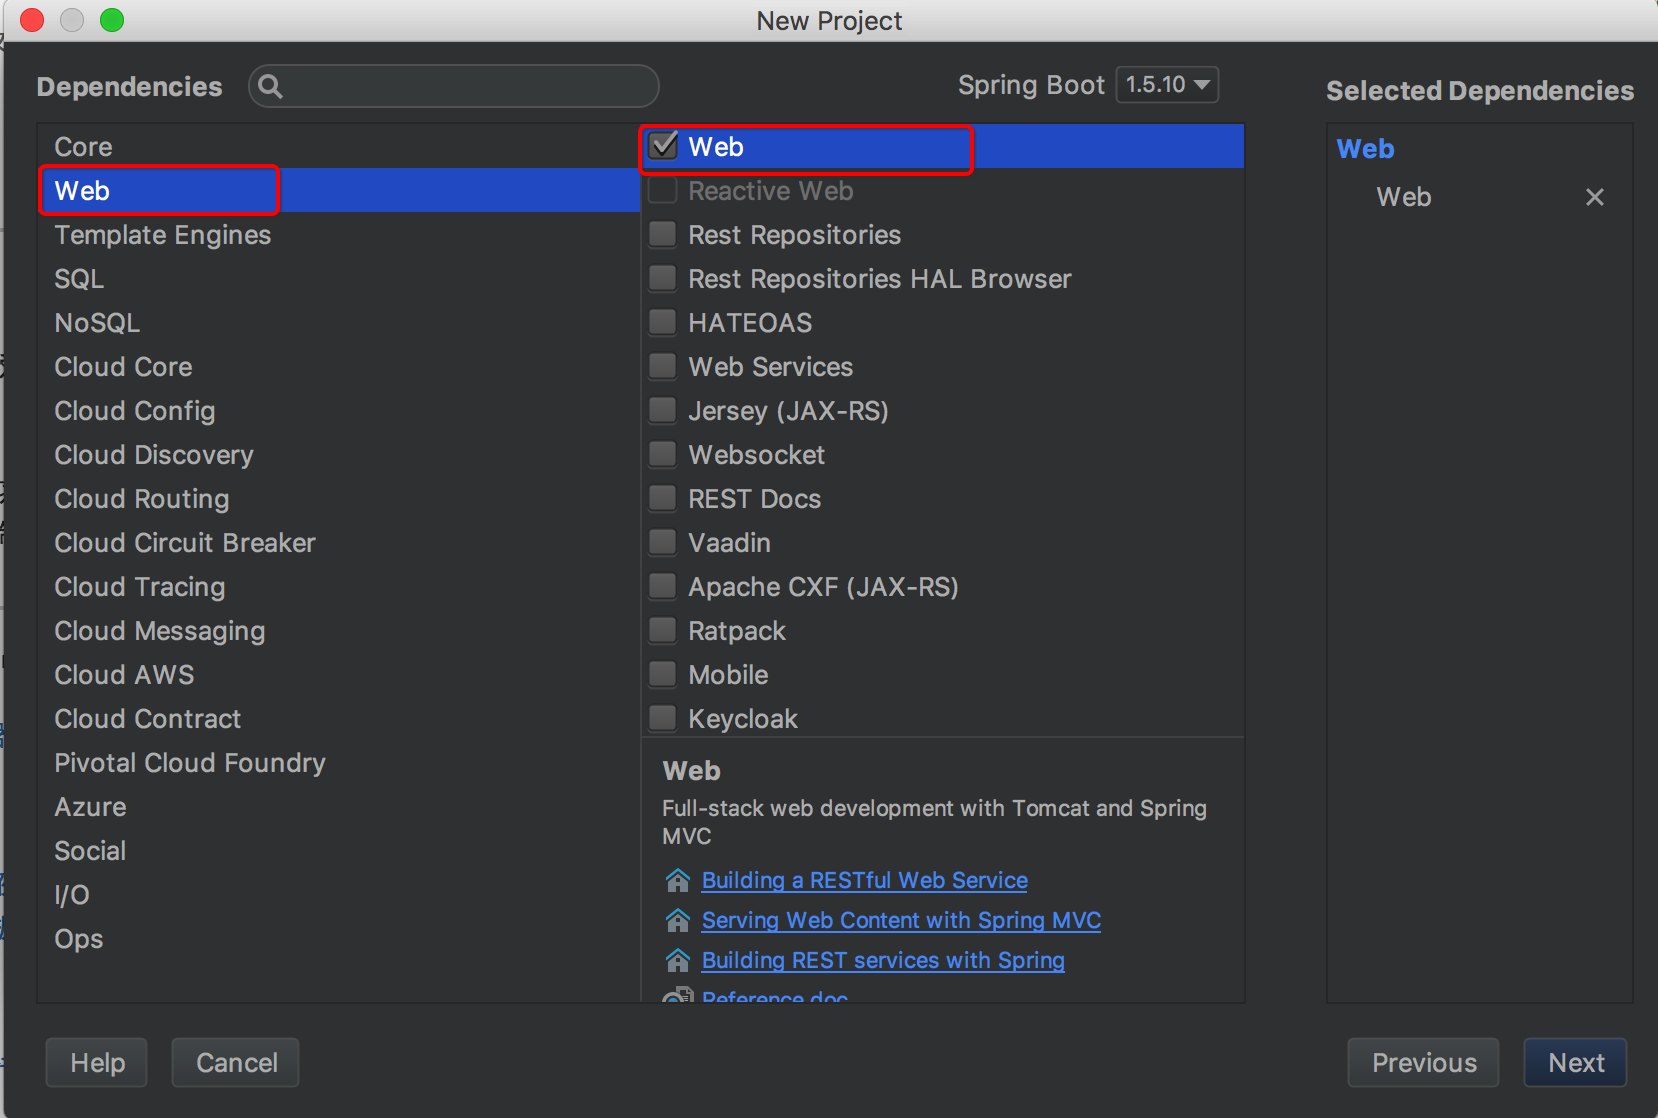 New Project
Dependencies
Spring Boot 1.5.10
Selected Dependencies
Core
Web
Template Engines
SQL
NoSQL
Cloud Core
Cloud Config
Cloud Discovery
Cloud Routing
Cloud Circuit Breaker
Cloud Tracing
Cloud Messaging
Cloud AWS
Cloud Contract
Pivotal Cloud Foundry
Azure
Social
I/O
Ops
Web
Reactive Web
Rest Repositories
Rest Repositories HAL Browser
HATEOAS
Web Services
Jersey (JAX-RS)
Websocket
REST Docs
Vaadin
Apache CXF (JAX-RS)
Ratpack
Mobile
Keycloak
Web
Full-stack web development with Tomcat and Spring
MVC
Building a RESTful Web Service
Serving Web Content with Spring MVC
Building REST services with Spring
Reference doc
Web
Web
Help
Cancel
Previous
Next